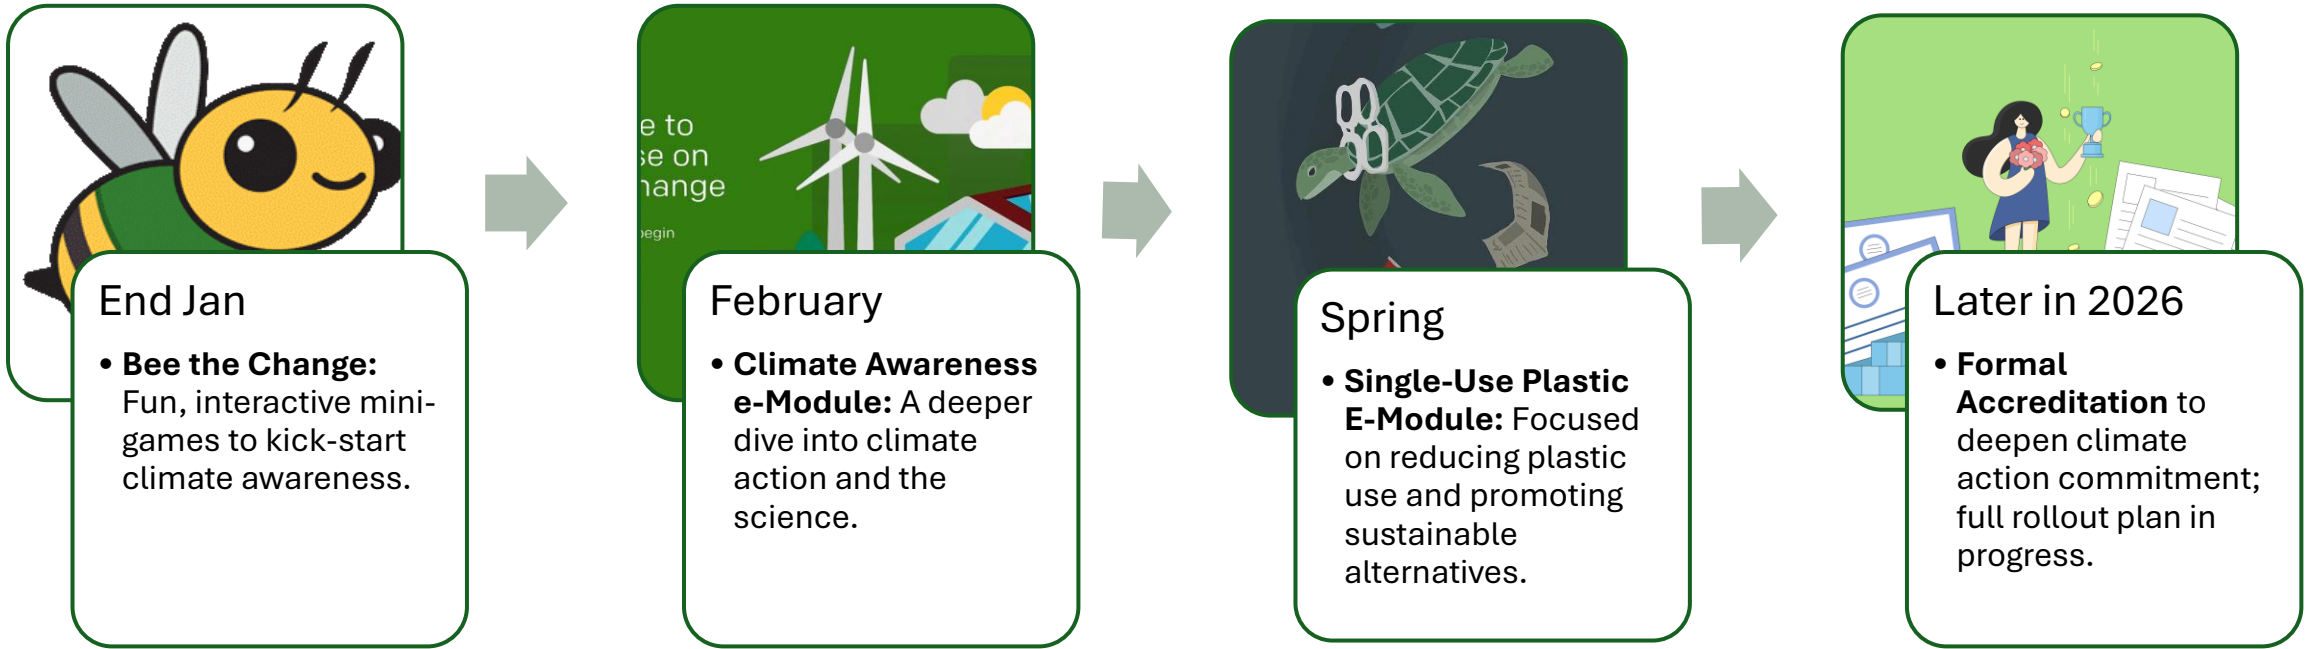 e to
se on
hange
begin
End Jan
• Bee the Change:
Fun, interactive mini-
games to kick-start
climate awareness.
February
• Climate Awareness
e-Module: A deeper
dive into climate
action and the
science.
Spring
• Single-Use Plastic
E-Module: Focused
on reducing plastic
use and promoting
sustainable
alternatives.
Later in 2026
• Formal
Accreditation to
deepen climate
action commitment;
full rollout plan in
progress.